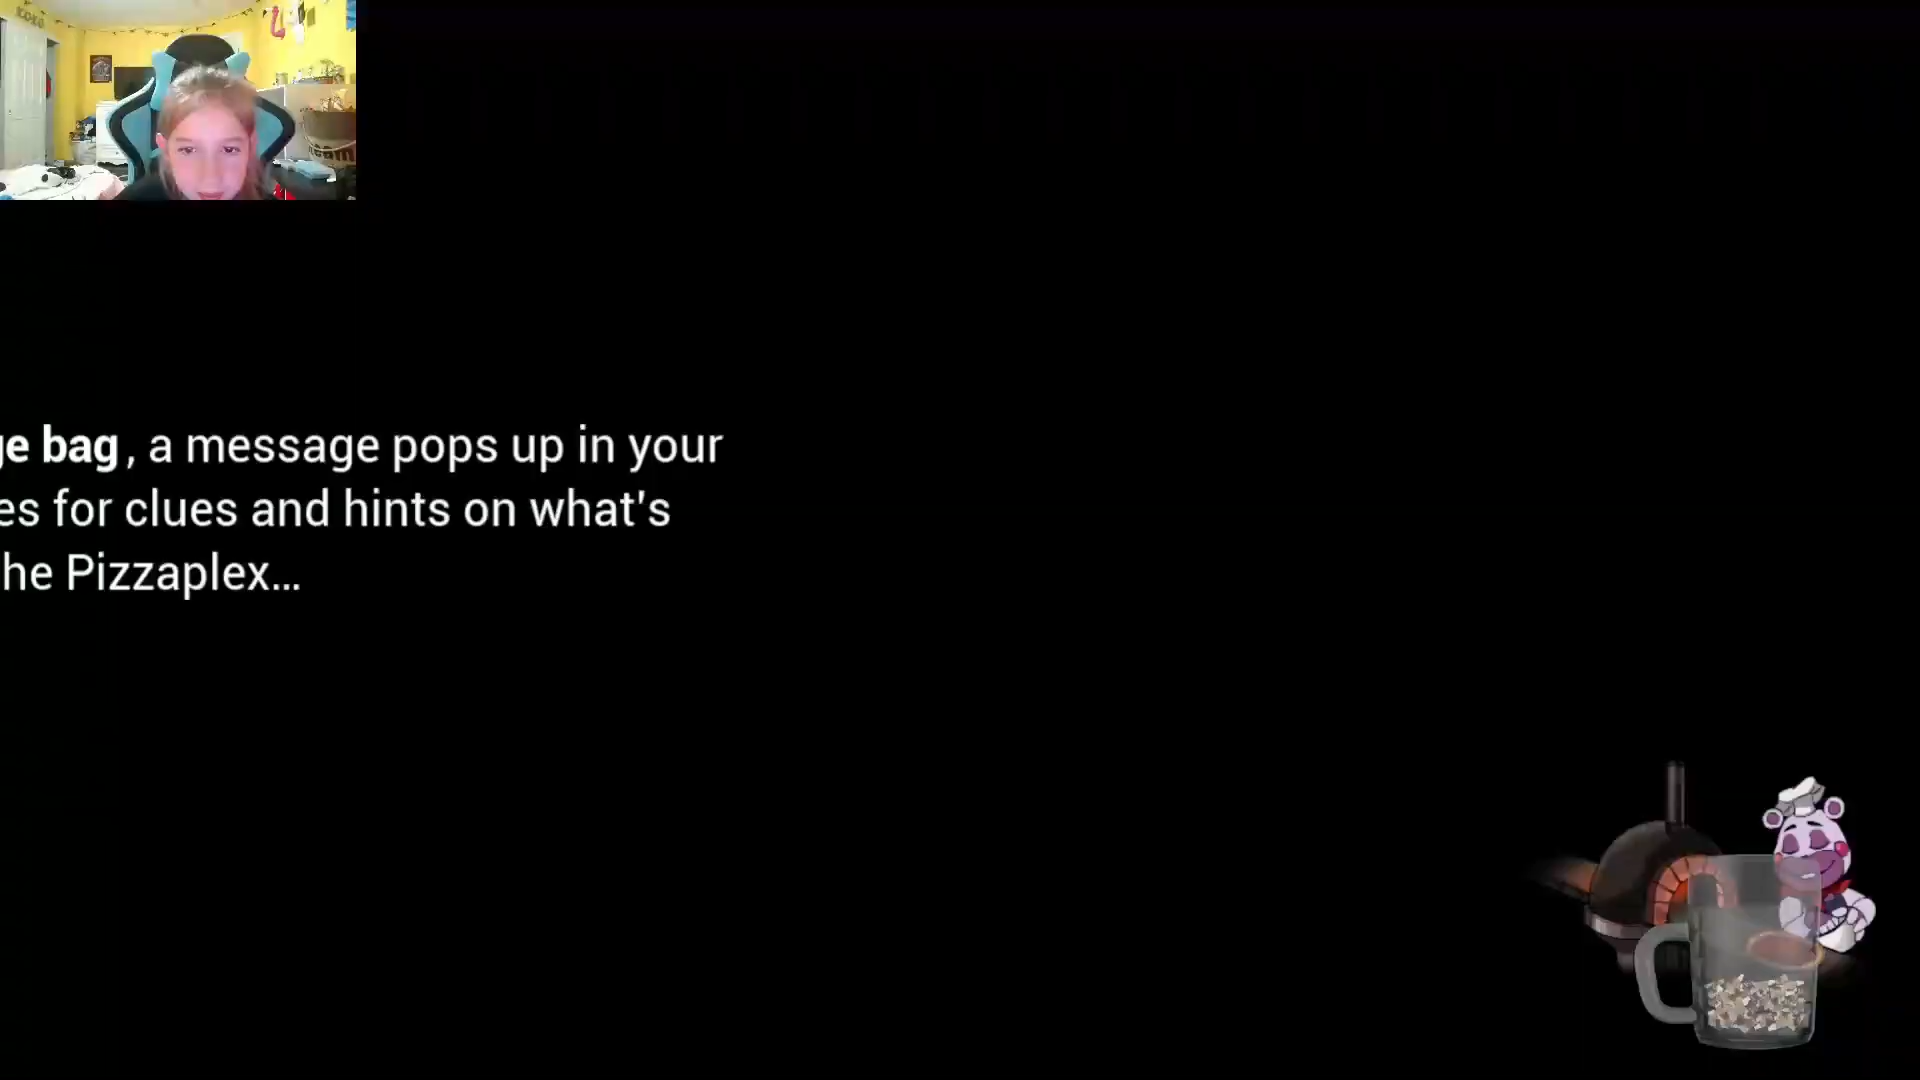 ge bag, a message pops up in your
es for clues and hints on what's
he Pizzaplex...